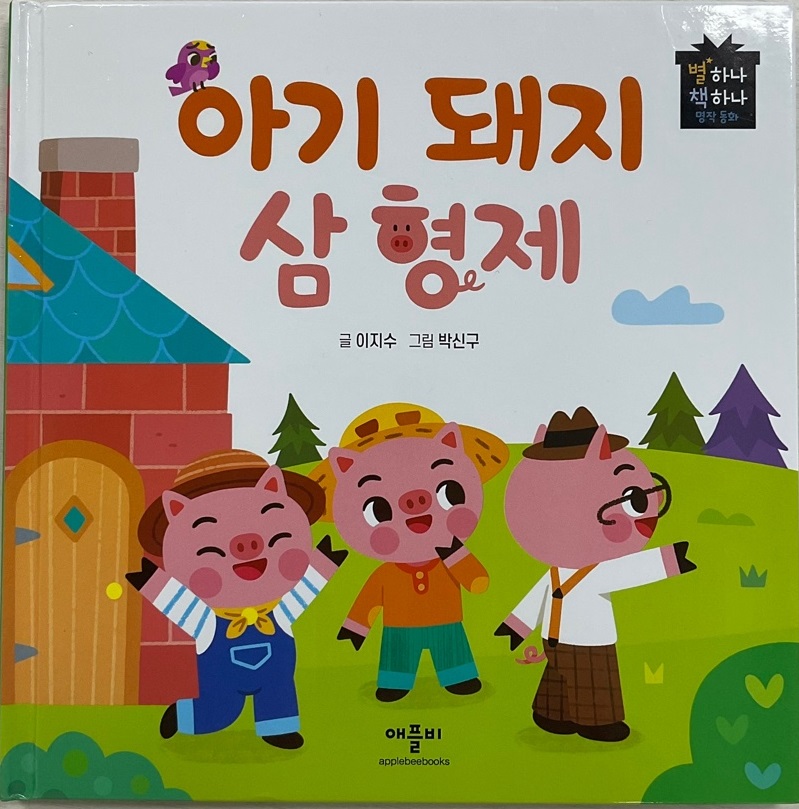 아기 돼지
삼 형제
별하나
책하나
명작 동화
글 이지수 그림 박신구
애플비
applebeebooks